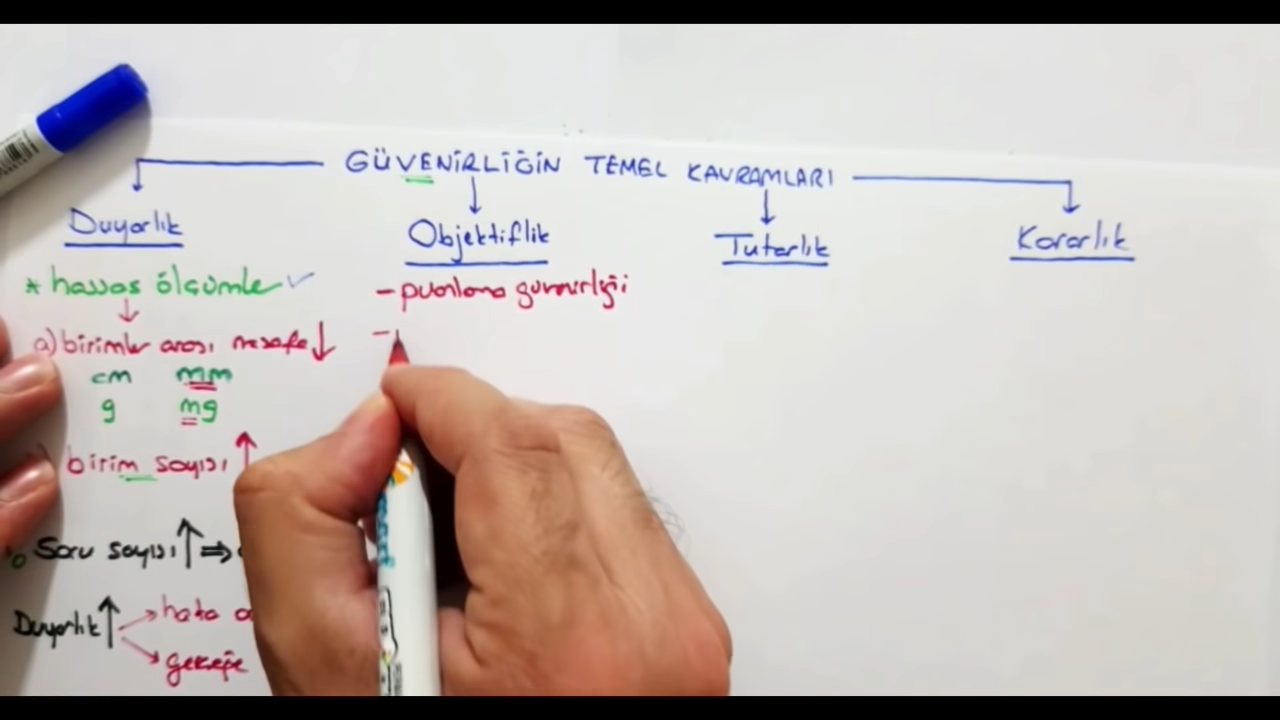 GÜVENİRLİĞİN TEMEL KAVRAMLARI
Duyarlık
* hassas ölçümler
a) birimler arası mesafe ↓
cm mm
g mg
birim sayısı ↑
Soru sayısı ↑ ⇒
Duyarlık ↑ → hata
→ gerçeğe
Objektiflik
- puanlama güvenirliği
-
Tutarlık
Kararlık